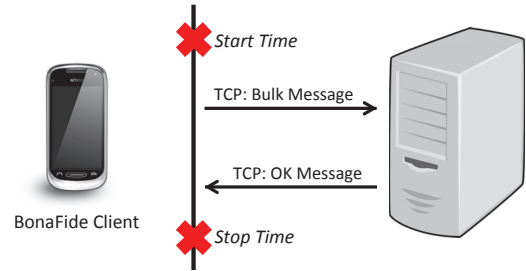 Start Time
TCP: Bulk Message
TCP: OK Message
BonaFide Client
Stop Time